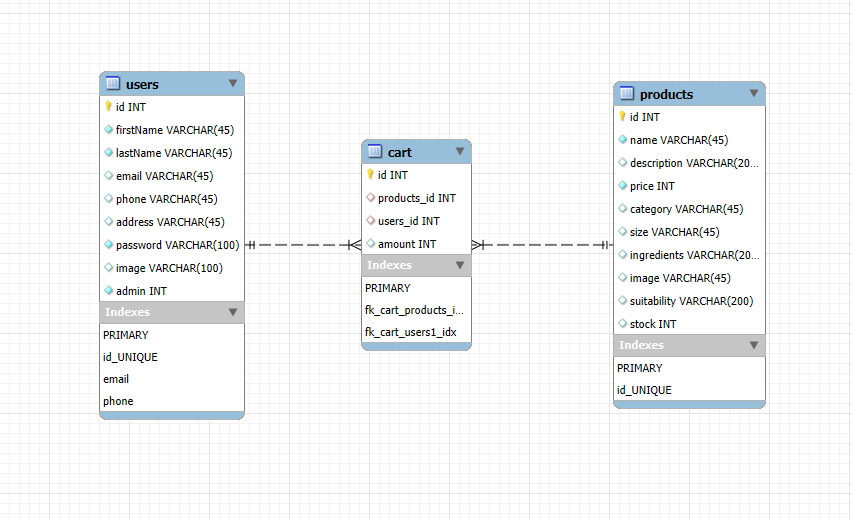 users
id INT
firstName VARCHAR(45)
lastName VARCHAR(45)
email VARCHAR(45)
phone VARCHAR(45)
address VARCHAR(45)
password VARCHAR(100)
image VARCHAR(100)
admin INT
Indexes
PRIMARY
id_UNIQUE
email
phone
cart
id INT
products_id INT
users_id INT
amount INT
Indexes
PRIMARY
fk_cart_products_i...
fk_cart_users1_idx
products
id INT
name VARCHAR(45)
description VARCHAR(20...
price INT
category VARCHAR(45)
size VARCHAR(45)
ingredients VARCHAR(20...
image VARCHAR(45)
suitability VARCHAR(200)
stock INT
Indexes
PRIMARY
id_UNIQUE